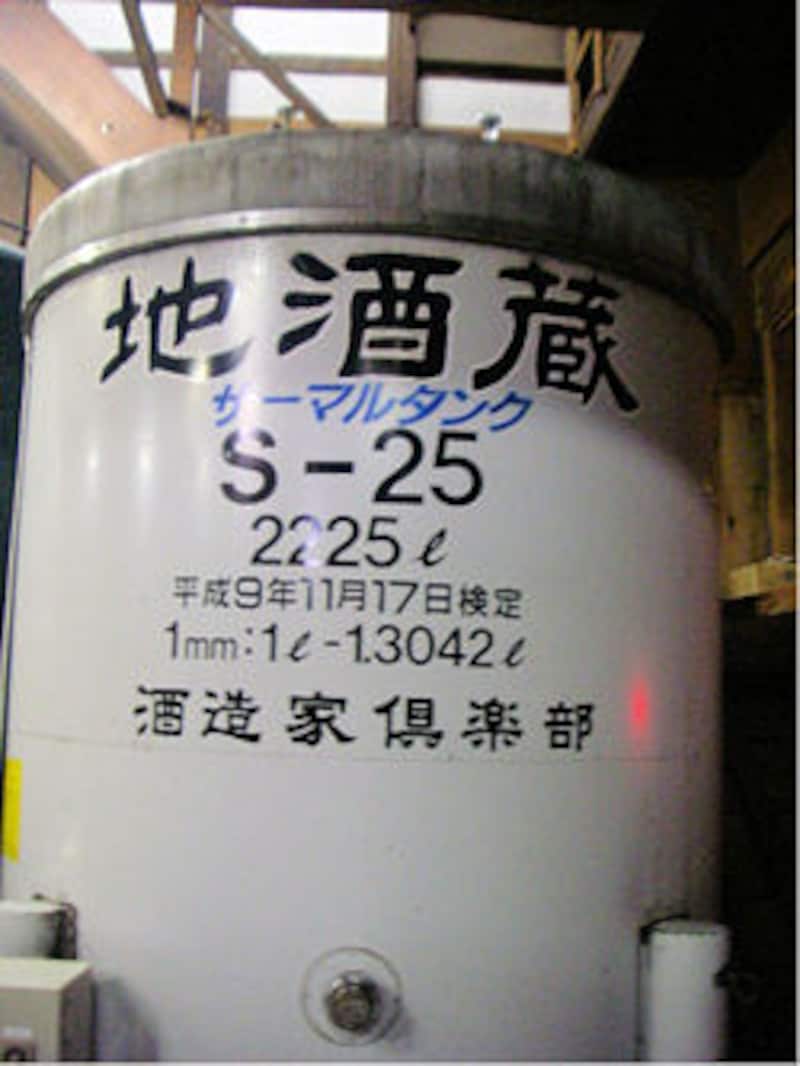 地酒蔵
サーマルタンク
S-25
2225ℓ
平成9年11月17日検定
1mm:1ℓ-1.3042ℓ
酒造家倶楽部